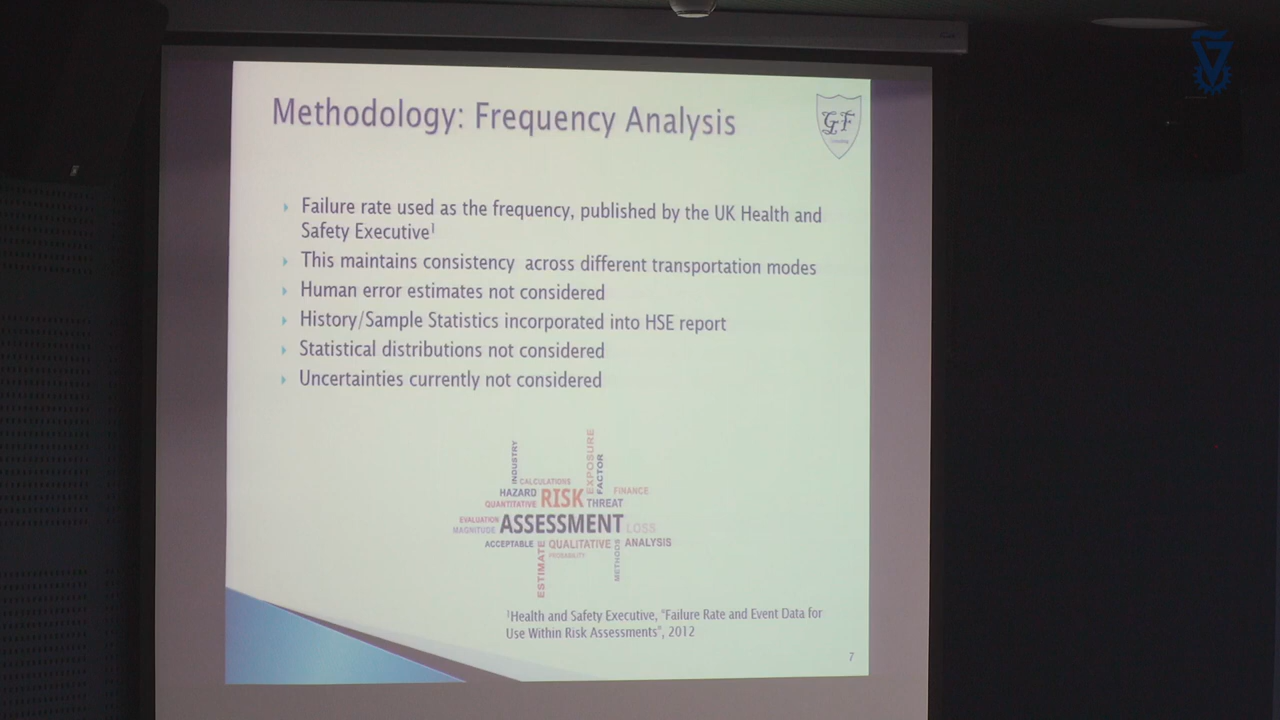 Methodology: Frequency Analysis
GF
Failure rate used as the frequency, published by the UK Health and
Safety Executive¹
This maintains consistency across different transportation modes
Human error estimates not considered
History/Sample Statistics incorporated into HSE report
Statistical distributions not considered
Uncertainties currently not considered
INDUSTRY
EXPOSURE
FACTOR
CALCULATIONS
HAZARD
RISK
FINANCE
QUANTITATIVE
THREAT
EVALUATION
MAGNITUDE
ASSESSMENT
LOSS
ACCEPTABLE
QUALITATIVE
ANALYSIS
PROBABILITY
ESTIMATE
METHODS
¹Health and Safety Executive, "Failure Rate and Event Data for
Use Within Risk Assessments", 2012
7